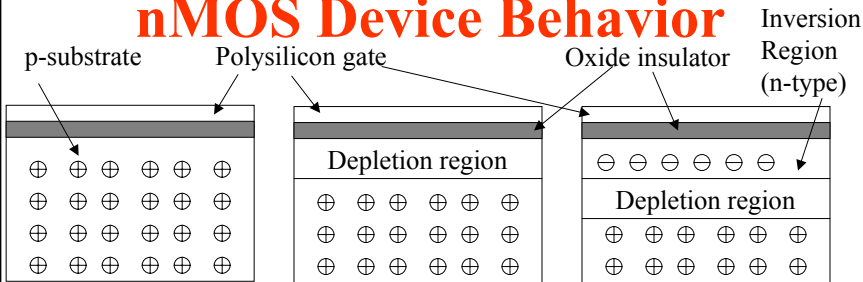 nMOS Device Behavior
p-substrate
Polysilicon gate
Oxide insulator
Inversion
Region
(n-type)
Depletion region
Depletion region